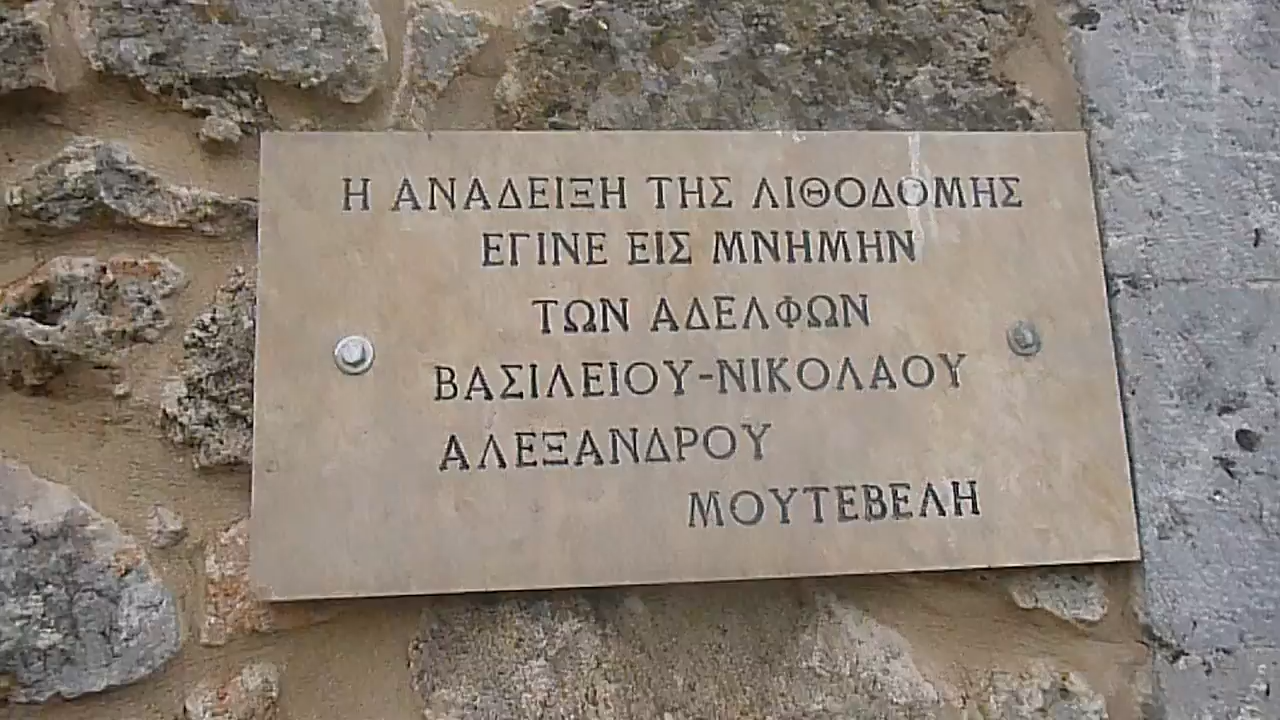 Η ΑΝΑΔΕΙΞΗ ΤΗΣ ΛΙΘΟΔΟΜΗΣ
ΕΓΙΝΕ ΕΙΣ ΜΝΗΜΗΝ
ΤΩΝ ΑΔΕΛΦΩΝ
ΒΑΣΙΛΕΙΟΥ-ΝΙΚΟΛΑΟΥ
ΑΛΕΞΑΝΔΡΟΥ
ΜΟΥΤΕΒΕΛΗ